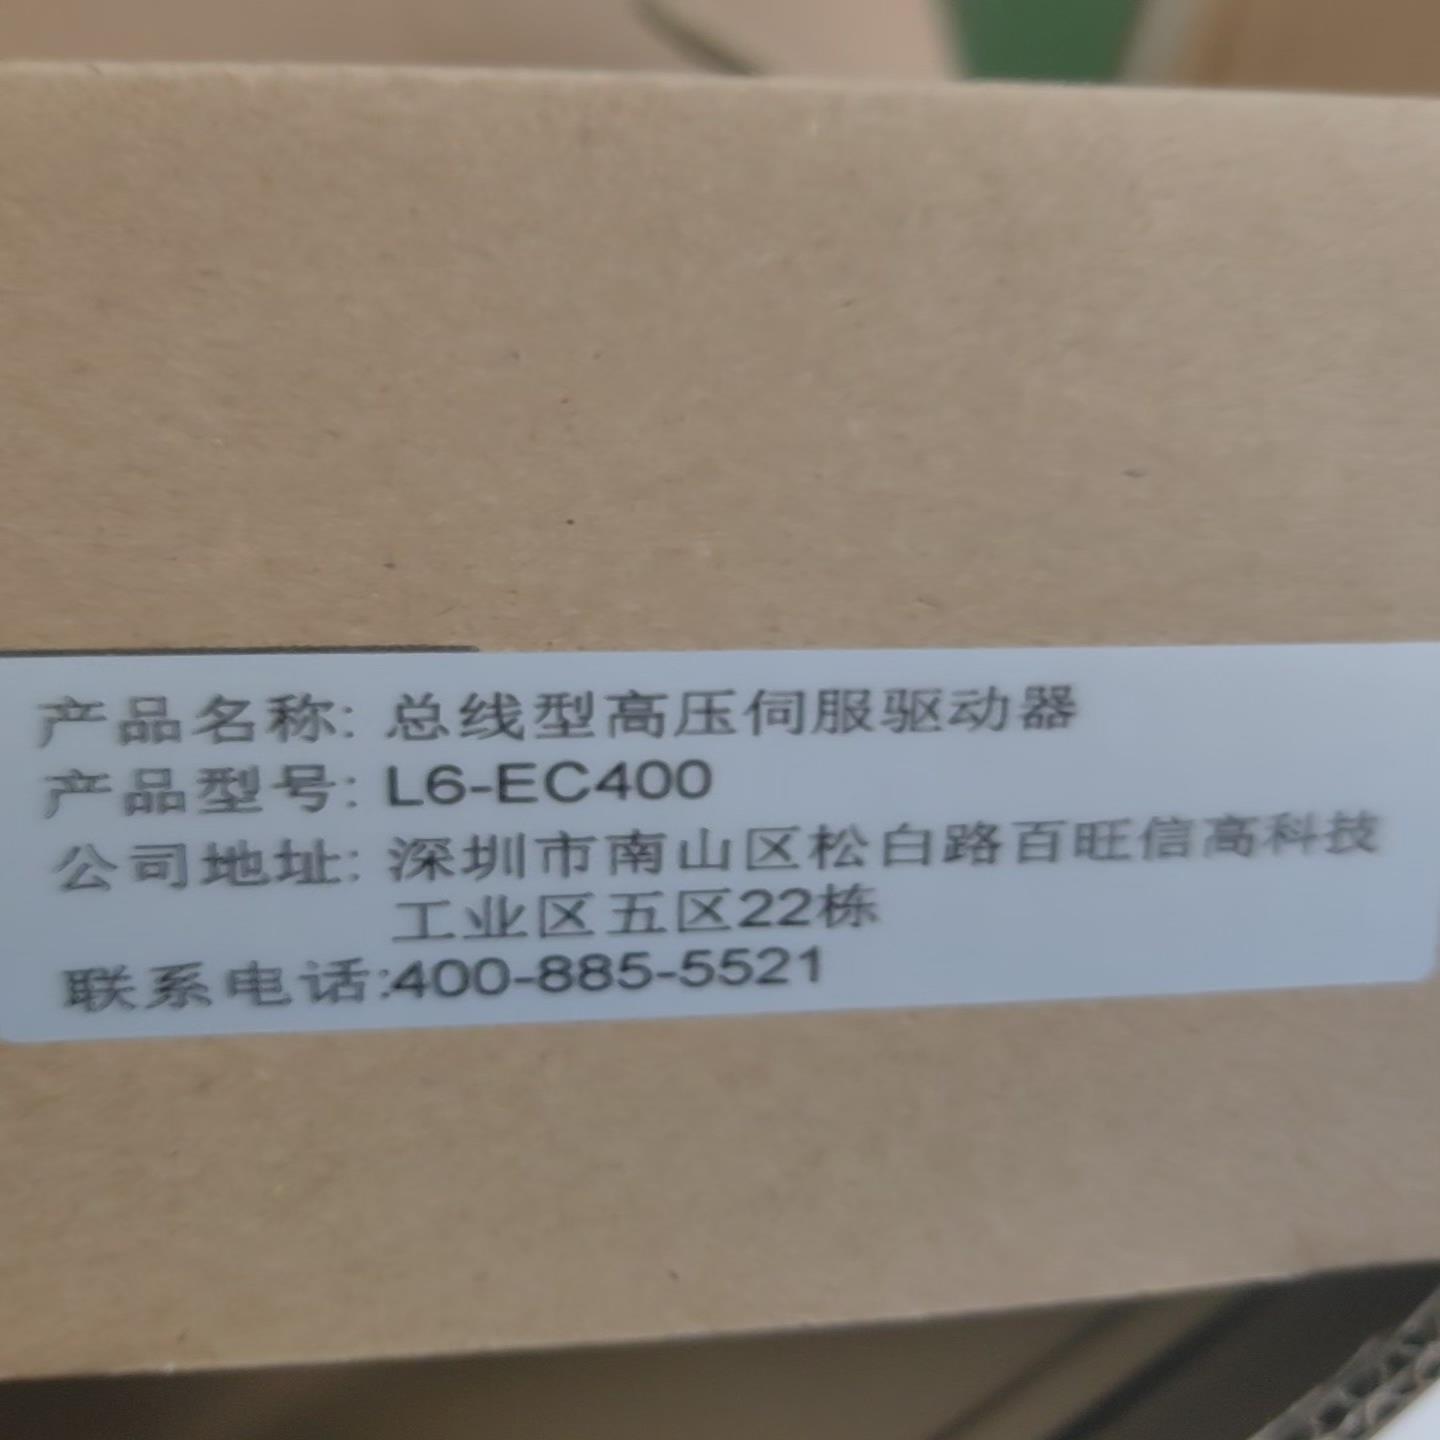 产品名称: 总线型高压伺服驱动器
产品型号: L6-EC400
公司地址: 深圳市南山区松白路百旺信高科技
工业区五区22栋
联系电话:400-885-5521